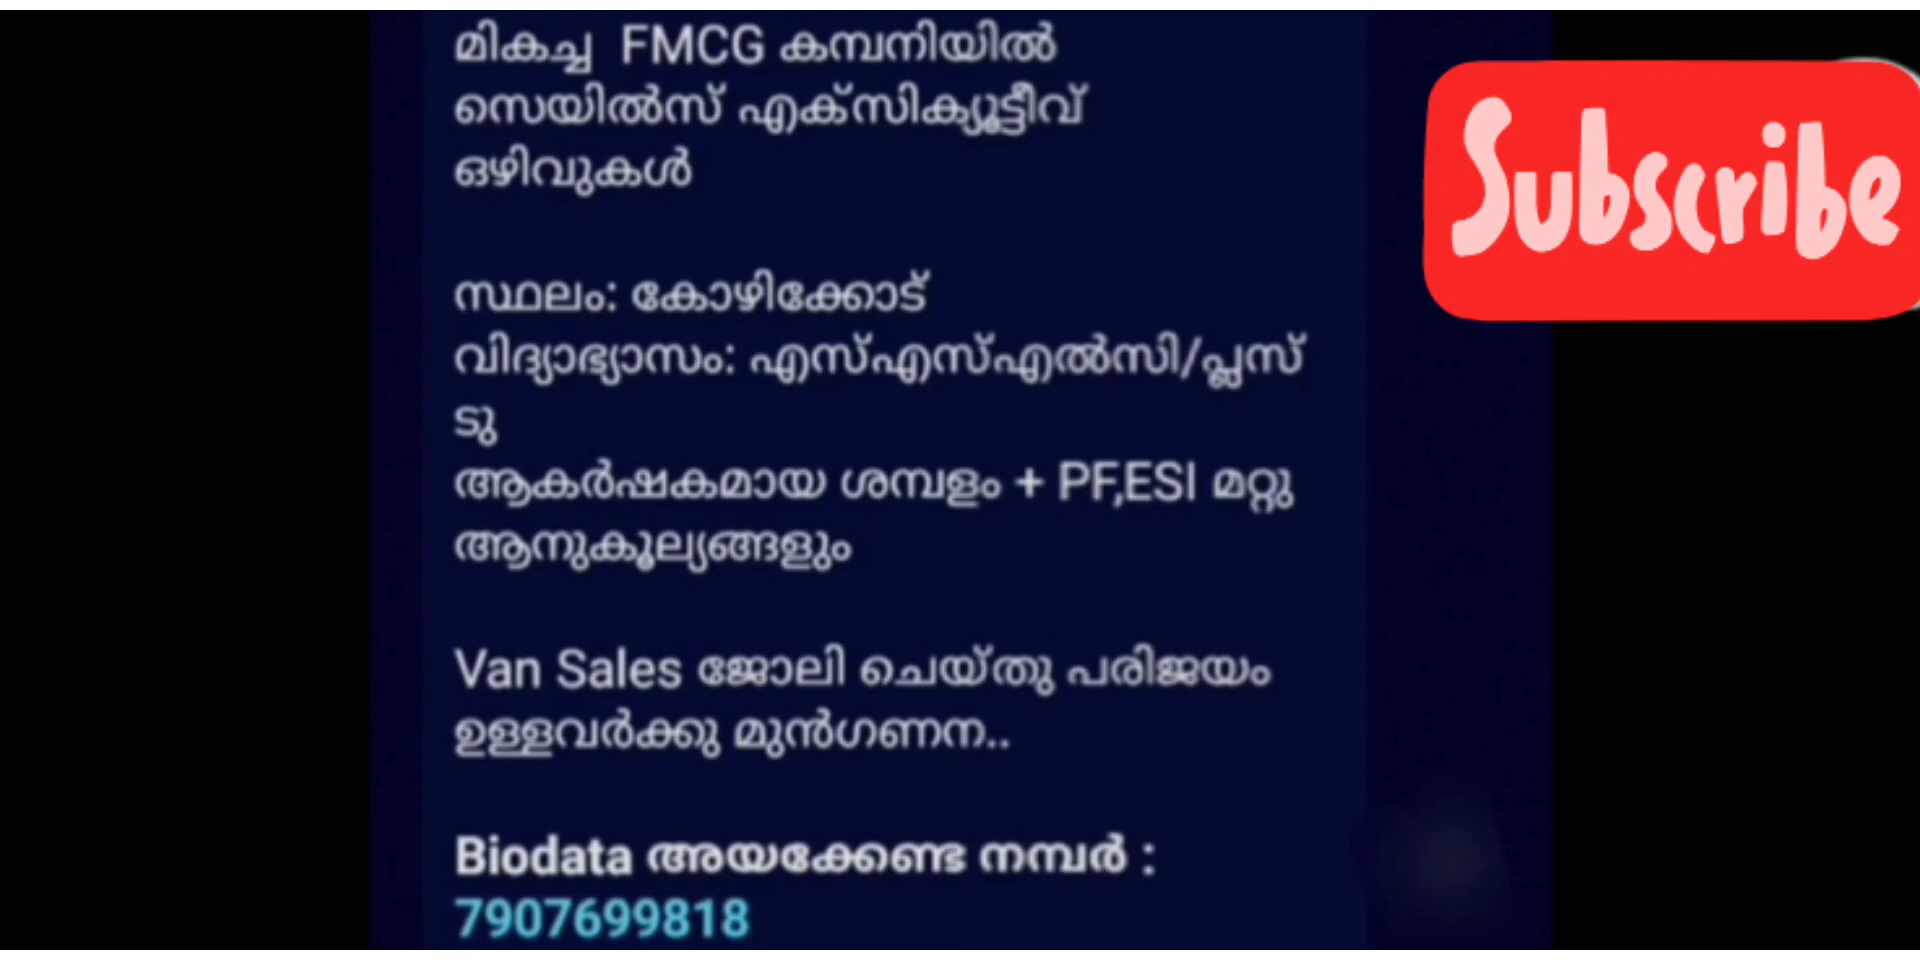 മികച്ച FMCG കമ്പനിയിൽ
സെയിൽസ് എക്സിക്യൂട്ടീവ്
ഒഴിവുകൾ
സ്ഥലം: കോഴിക്കോട്
വിദ്യാഭ്യാസം: എസ്എസ്എൽസി/പ്ലസ്
ടു
ആകർഷകമായ ശമ്പളം + PF,ESI മറ്റു
ആനുകൂല്യങ്ങളും
Van Sales ജോലി ചെയ്തു പരിജയം
ഉള്ളവർക്കു മുൻഗണന..
Biodata അയക്കേണ്ട നമ്പർ :
7907699818
Subscribe